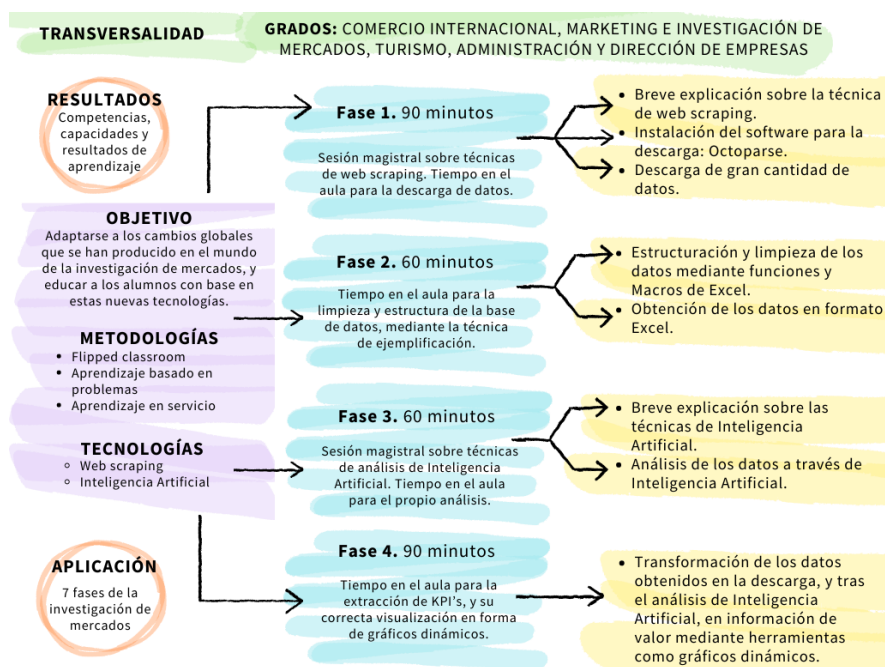 TRANSVERSALIDAD
GRADOS: COMERCIO INTERNACIONAL, MARKETING E INVESTIGACIÓN DE
MERCADOS, TURISMO, ADMINISTRACIÓN Y DIRECCIÓN DE EMPRESAS
RESULTADOS
Competencias,
capacidades y
resultados de
aprendizaje
OBJETIVO
Adaptarse a los cambios globales
que se han producido en el mundo
de la investigación de mercados, y
educar a los alumnos con base en
estas nuevas tecnologías.
METODOLOGÍAS
• Flipped classroom
• Aprendizaje basado en
problemas
• Aprendizaje en servicio
TECNOLOGÍAS
○ Web scraping
○ Inteligencia Artificial
APLICACIÓN
7 fases de la
investigación de
mercados
Fase 1. 90 minutos
Sesión magistral sobre técnicas
de web scraping. Tiempo en el
aula para la descarga de datos.
• Breve explicación sobre la técnica
de web scraping.
• Instalación del software para la
descarga: Octoparse.
• Descarga de gran cantidad de
datos.
Fase 2. 60 minutos
Tiempo en el aula para la
limpieza y estructura de la base
de datos, mediante la técnica
de ejemplificación.
• Estructuración y limpieza de los
datos mediante funciones y
Macros de Excel.
• Obtención de los datos en formato
Excel.
Fase 3. 60 minutos
Sesión magistral sobre técnicas
de análisis de Inteligencia
Artificial. Tiempo en el aula
para el propio análisis.
• Breve explicación sobre las
técnicas de Inteligencia
Artificial.
• Análisis de los datos a través de
Inteligencia Artificial.
Fase 4. 90 minutos
Tiempo en el aula para la
extracción de KPI's, y su
correcta visualización en forma
de gráficos dinámicos.
• Transformación de los datos
obtenidos en la descarga, y tras
el análisis de Inteligencia
Artificial, en información de
valor mediante herramientas
como gráficos dinámicos.